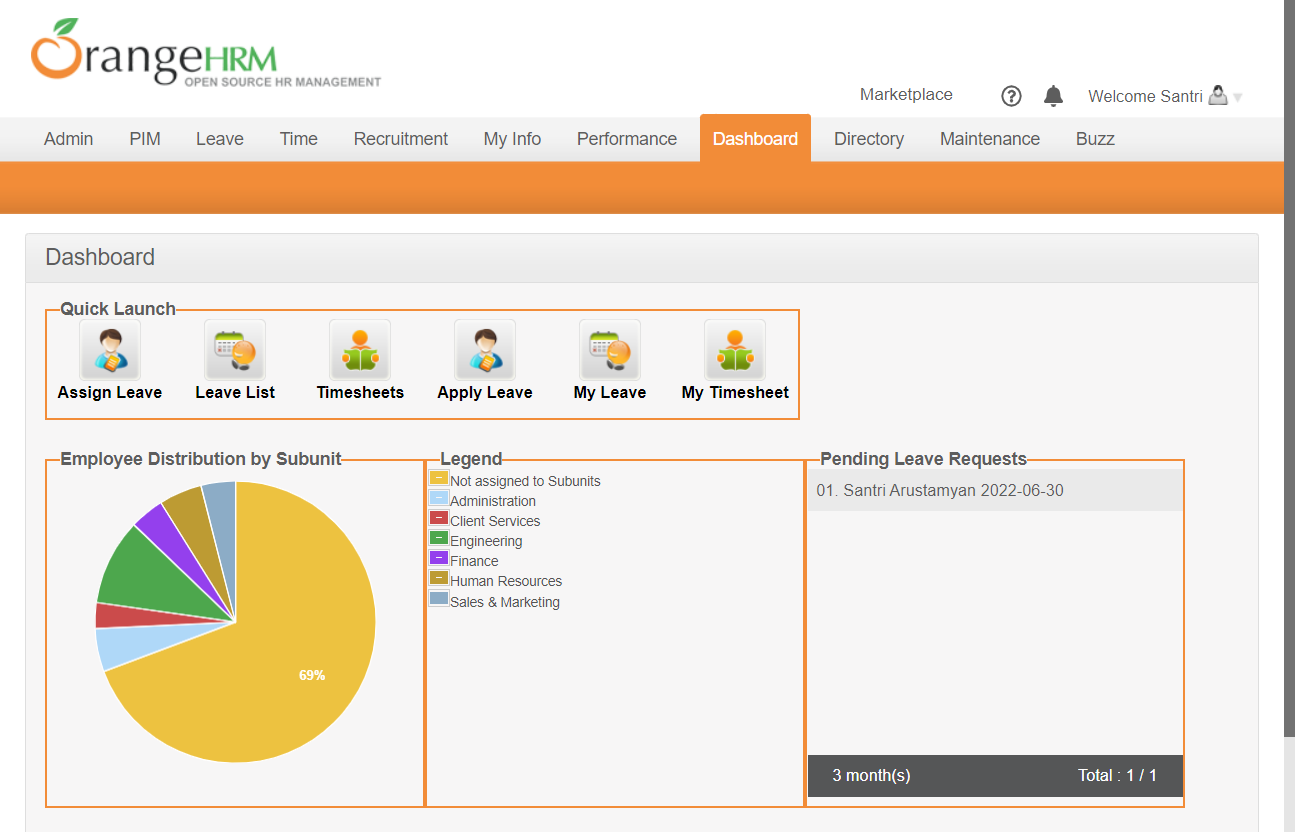 OrangeHRM
OPEN SOURCE HR MANAGEMENT
Marketplace ? Welcome Santri
Admin PIM Leave Time Recruitment My Info Performance Dashboard Directory Maintenance Buzz
Dashboard
Quick Launch
Assign Leave Leave List Timesheets Apply Leave My Leave My Timesheet
Employee Distribution by Subunit
69%
Legend
Not assigned to Subunits
Administration
Client Services
Engineering
Finance
Human Resources
Sales & Marketing
Pending Leave Requests
01. Santri Arustamyan 2022-06-30
3 month(s) Total : 1 / 1